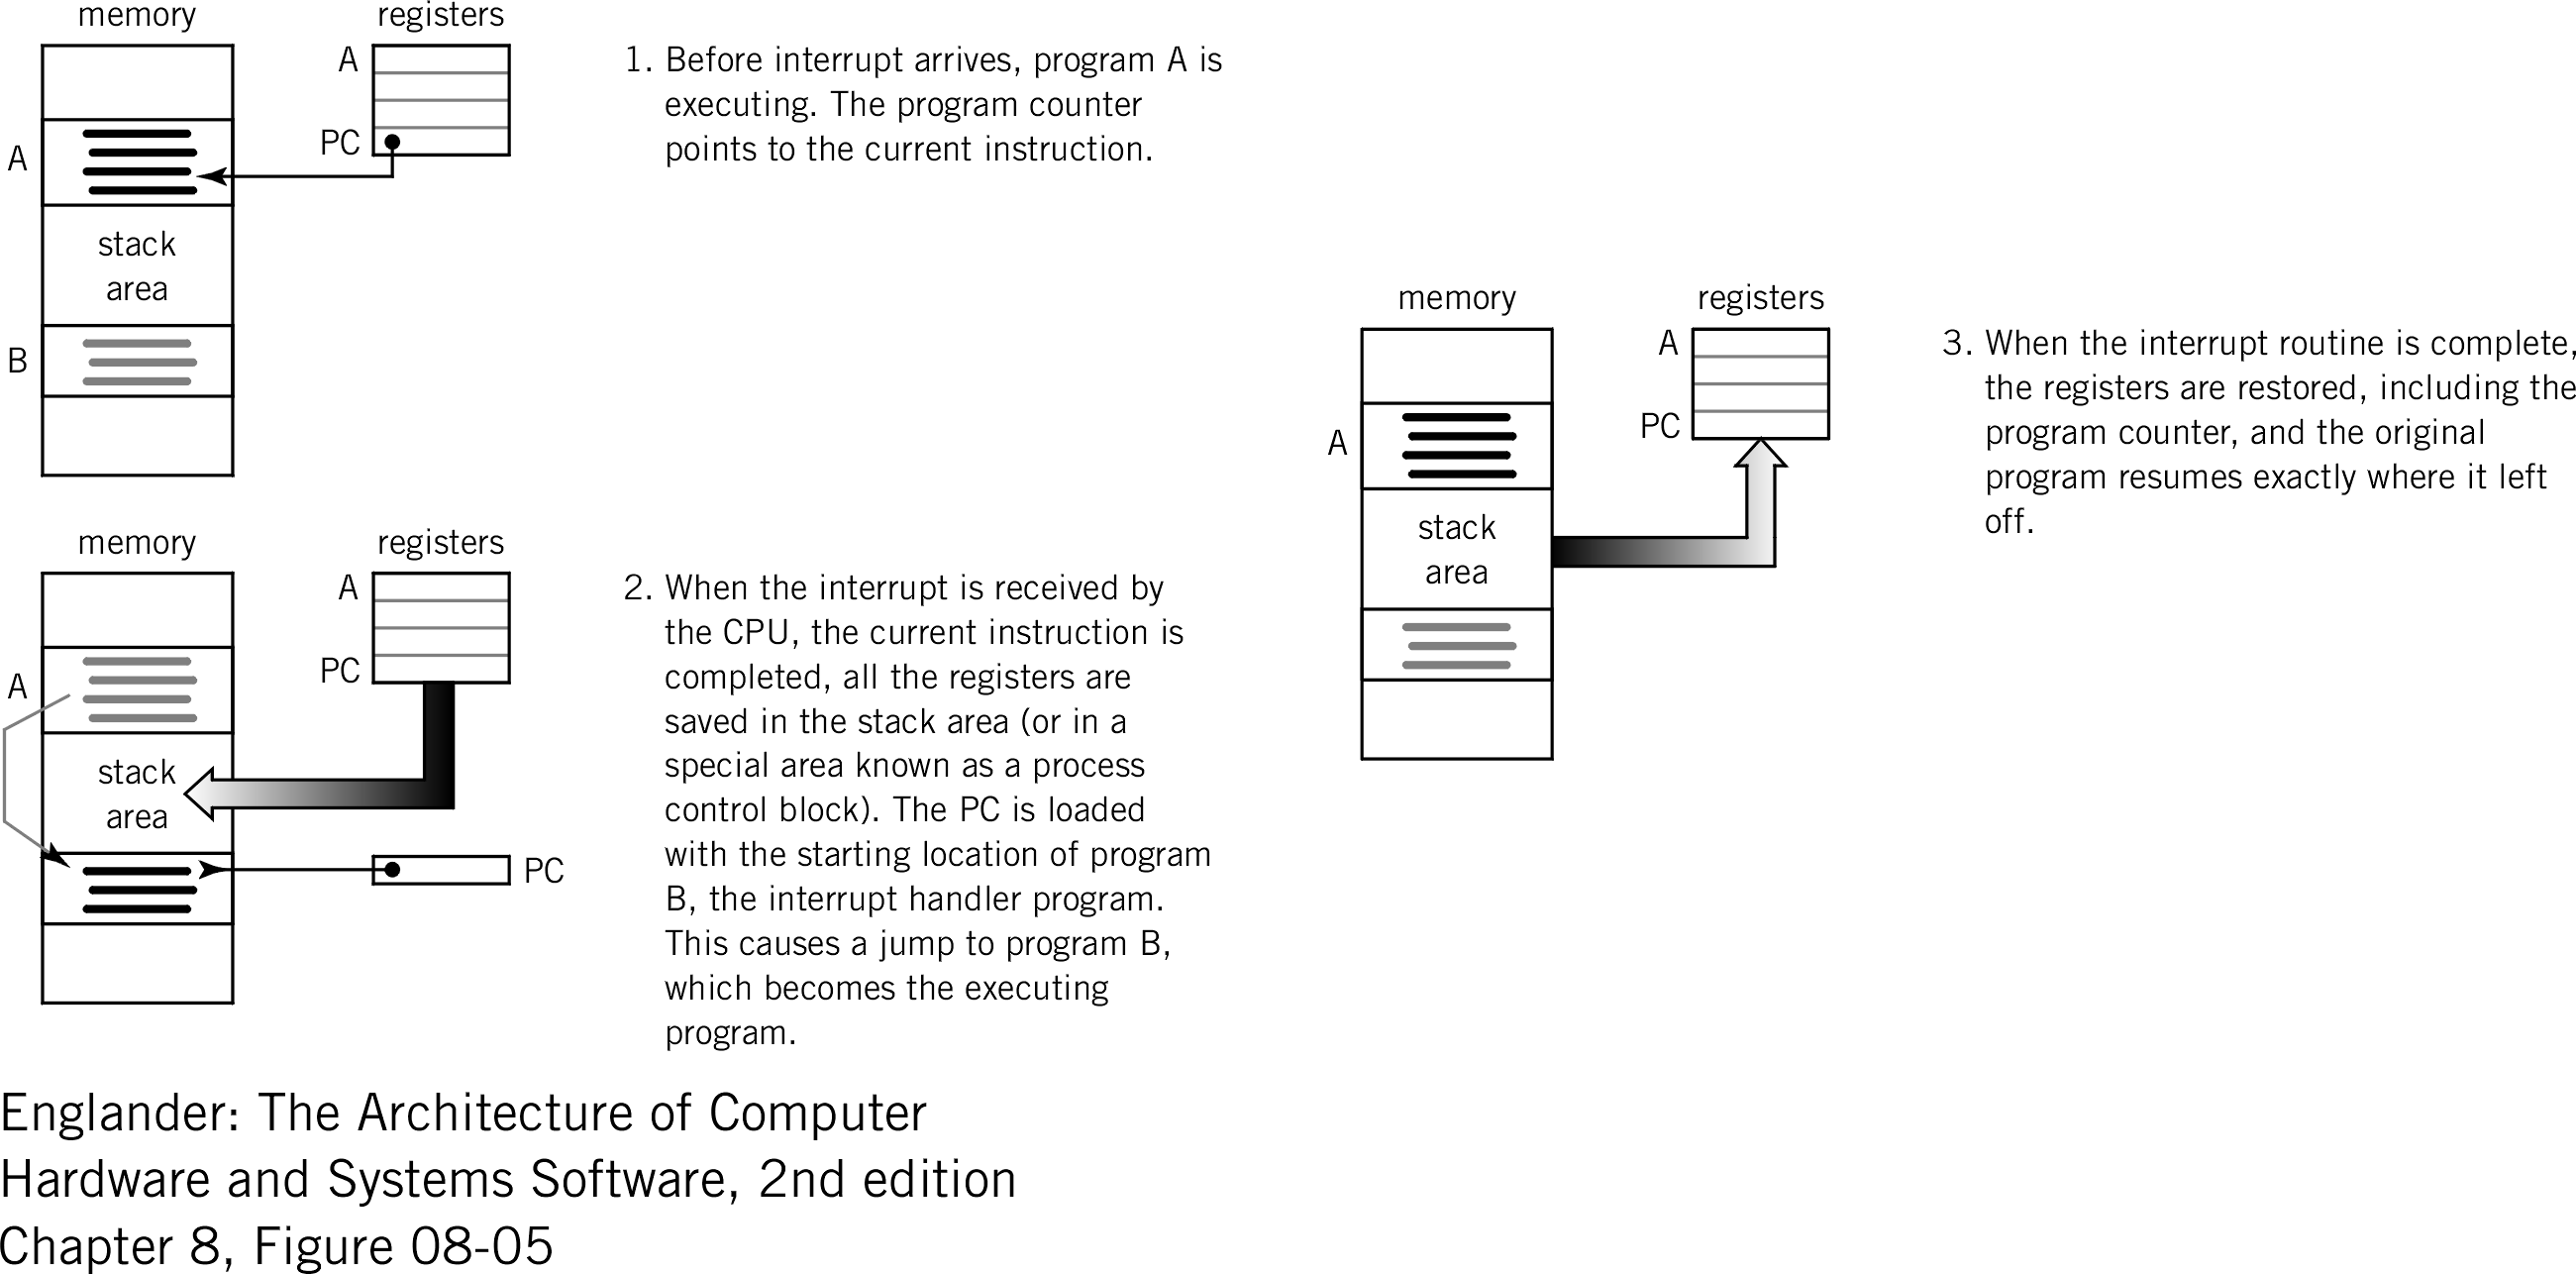 memory
registers
A
PC
A
stack
area
B
1. Before interrupt arrives, program A is
executing. The program counter
points to the current instruction.
memory
registers
A
PC
A
stack
area
PC
2. When the interrupt is received by
the CPU, the current instruction is
completed, all the registers are
saved in the stack area (or in a
special area known as a process
control block). The PC is loaded
with the starting location of program
B, the interrupt handler program.
This causes a jump to program B,
which becomes the executing
program.
memory
registers
A
PC
A
stack
area
3. When the interrupt routine is complete,
the registers are restored, including the
program counter, and the original
program resumes exactly where it left
off.
Englander: The Architecture of Computer
Hardware and Systems Software, 2nd edition
Chapter 8, Figure 08-05